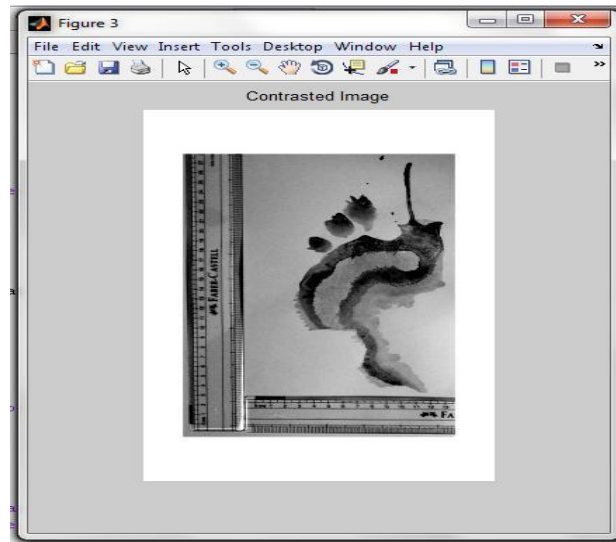 Figure 3
File Edit View Insert Tools Desktop Window Help
Contrasted Image
FABER-CASTELL